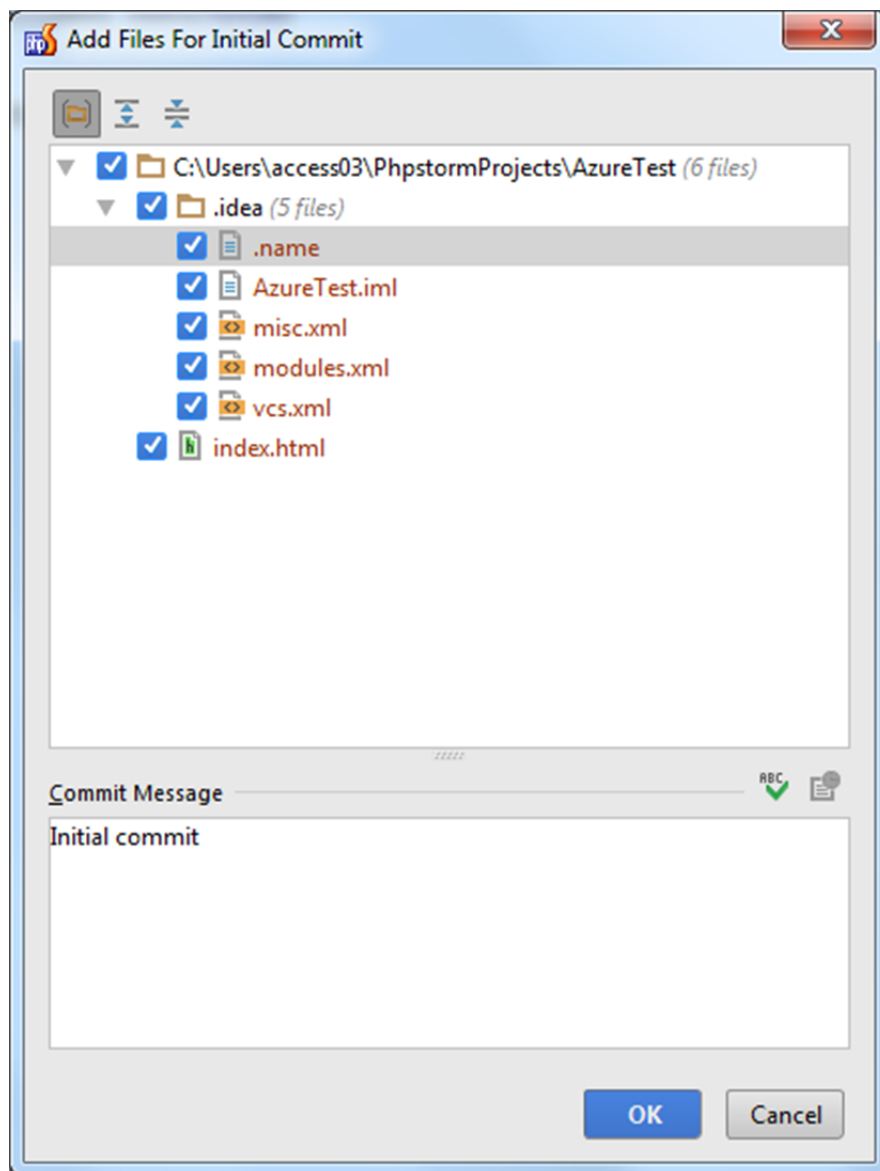 Add Files For Initial Commit
C:\Users\access03\PhpstormProjects\AzureTest (6 files)
.idea (5 files)
.name
AzureTest.iml
misc.xml
modules.xml
vcs.xml
index.html
Commit Message
ABC
Initial commit
OK
Cancel